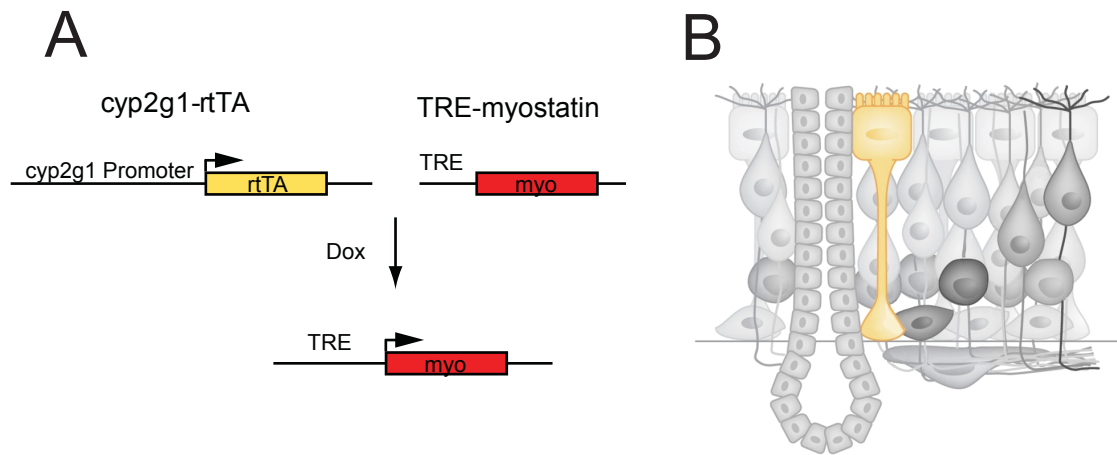 A
B
cyp2g1-rtTA
TRE-myostatin
cyp2g1 Promoter
rtTA
TRE
myo
Dox
TRE
myo